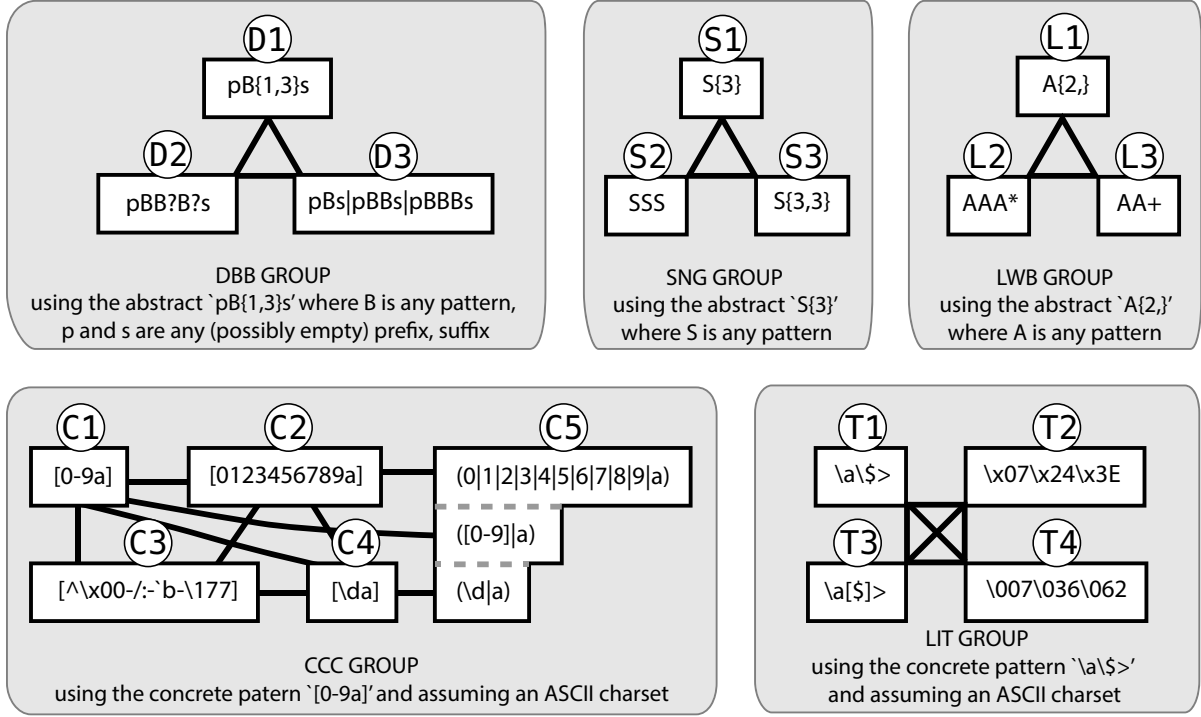 D1
pB{1,3}s
D2
pBB?B?s
D3
pBs|pBBs|pBBBs
DBB GROUP
using the abstract `pB{1,3}s' where B is any pattern,
p and s are any (possibly empty) prefix, suffix
S1
S{3}
S2
SSS
S3
S{3,3}
SNG GROUP
using the abstract `S{3}'
where S is any pattern
L1
A{2,}
L2
AAA*
L3
AA+
LWB GROUP
using the abstract `A{2,}'
where A is any pattern
C1
[0-9a]
C2
[0123456789a]
C5
(0|1|2|3|4|5|6|7|8|9|a)
([0-9]|a)
(\d|a)
C3
[^\x00-/:-`b-\177]
C4
[\da]
CCC GROUP
using the concrete patern `[0-9a]' and assuming an ASCII charset
T1
\a\$>
T2
\x07\x24\x3E
T3
\a[$]>
T4
\007\036\062
LIT GROUP
using the concrete pattern `\a\$>'
and assuming an ASCII charset